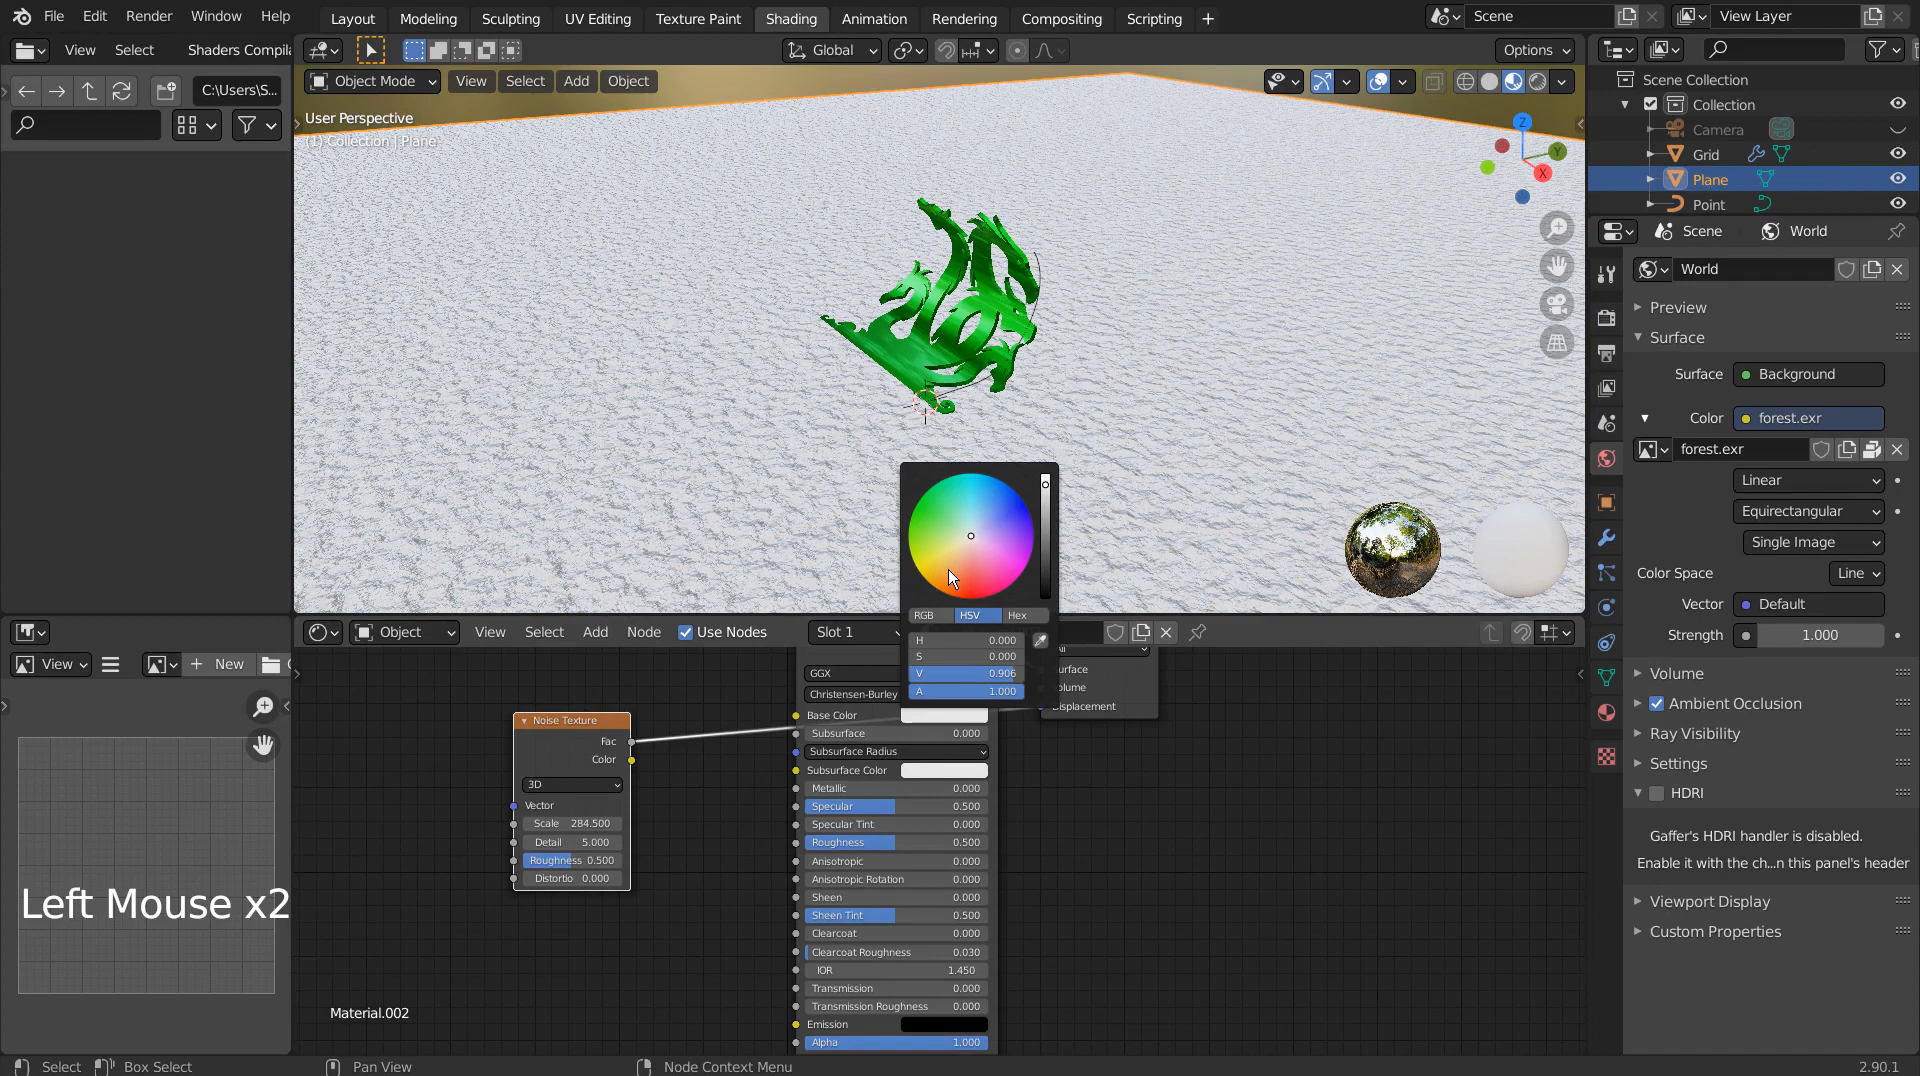 File Edit Render Window Help Layout Modeling Sculpting UV Editing Texture Paint Shading Animation Rendering Compositing Scripting + Scene View Layer
View Select Shaders Compila Global Options
Object Mode View Select Add Object
C:\Users\S...
User Perspective
(1) Collection | Plane
Z
Y
X
Scene Collection
Collection
Camera
Grid
Plane
Point
Scene World
World
Preview
Surface
Surface Background
Color forest.exr
forest.exr
Linear
Equirectangular
Single Image
Color Space Line
Vector Default
Strength 1.000
Volume
Ambient Occlusion
Ray Visibility
Settings
HDRI
Gaffer's HDRI handler is disabled.
Enable it with the ch...n this panel's header
Viewport Display
Custom Properties
RGB HSV Hex
H 0.000
S 0.000
V 0.906
A 1.000
Object View Select Add Node Use Nodes Slot 1
View + New
GGX
Christensen-Burley
Base Color
Subsurface 0.000
Subsurface Radius
Subsurface Color
Metallic 0.000
Specular 0.500
Specular Tint 0.000
Roughness 0.500
Anisotropic 0.000
Anisotropic Rotation 0.000
Sheen 0.000
Sheen Tint 0.500
Clearcoat 0.000
Clearcoat Roughness 0.030
IOR 1.450
Transmission 0.000
Transmission Roughness 0.000
Emission
Alpha 1.000
urface
olume
Displacement
Noise Texture
Fac
Color
3D
Vector
Scale 284.500
Detail 5.000
Roughness 0.500
Distortio 0.000
Left Mouse x2
Material.002
Select Box Select Pan View Node Context Menu 2.90.1